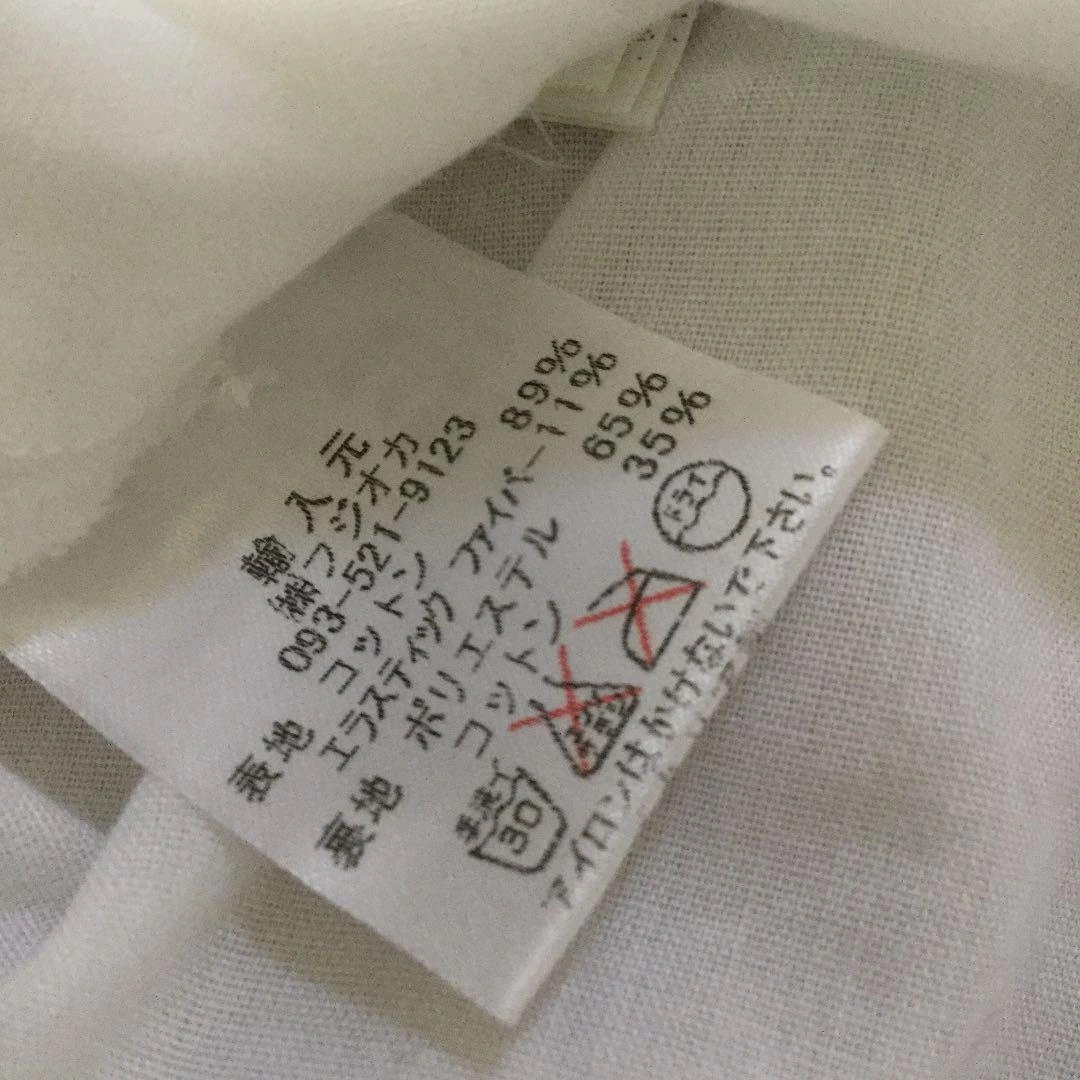 輸入元
㈱フジオカ
093-521-9123
表地 コットン 89%
エラスティック ファイバー 11%
裏地 ポリエステル 65%
コットン 35%
手洗イ 30
ドライ
アイロンはかけないで下さい。